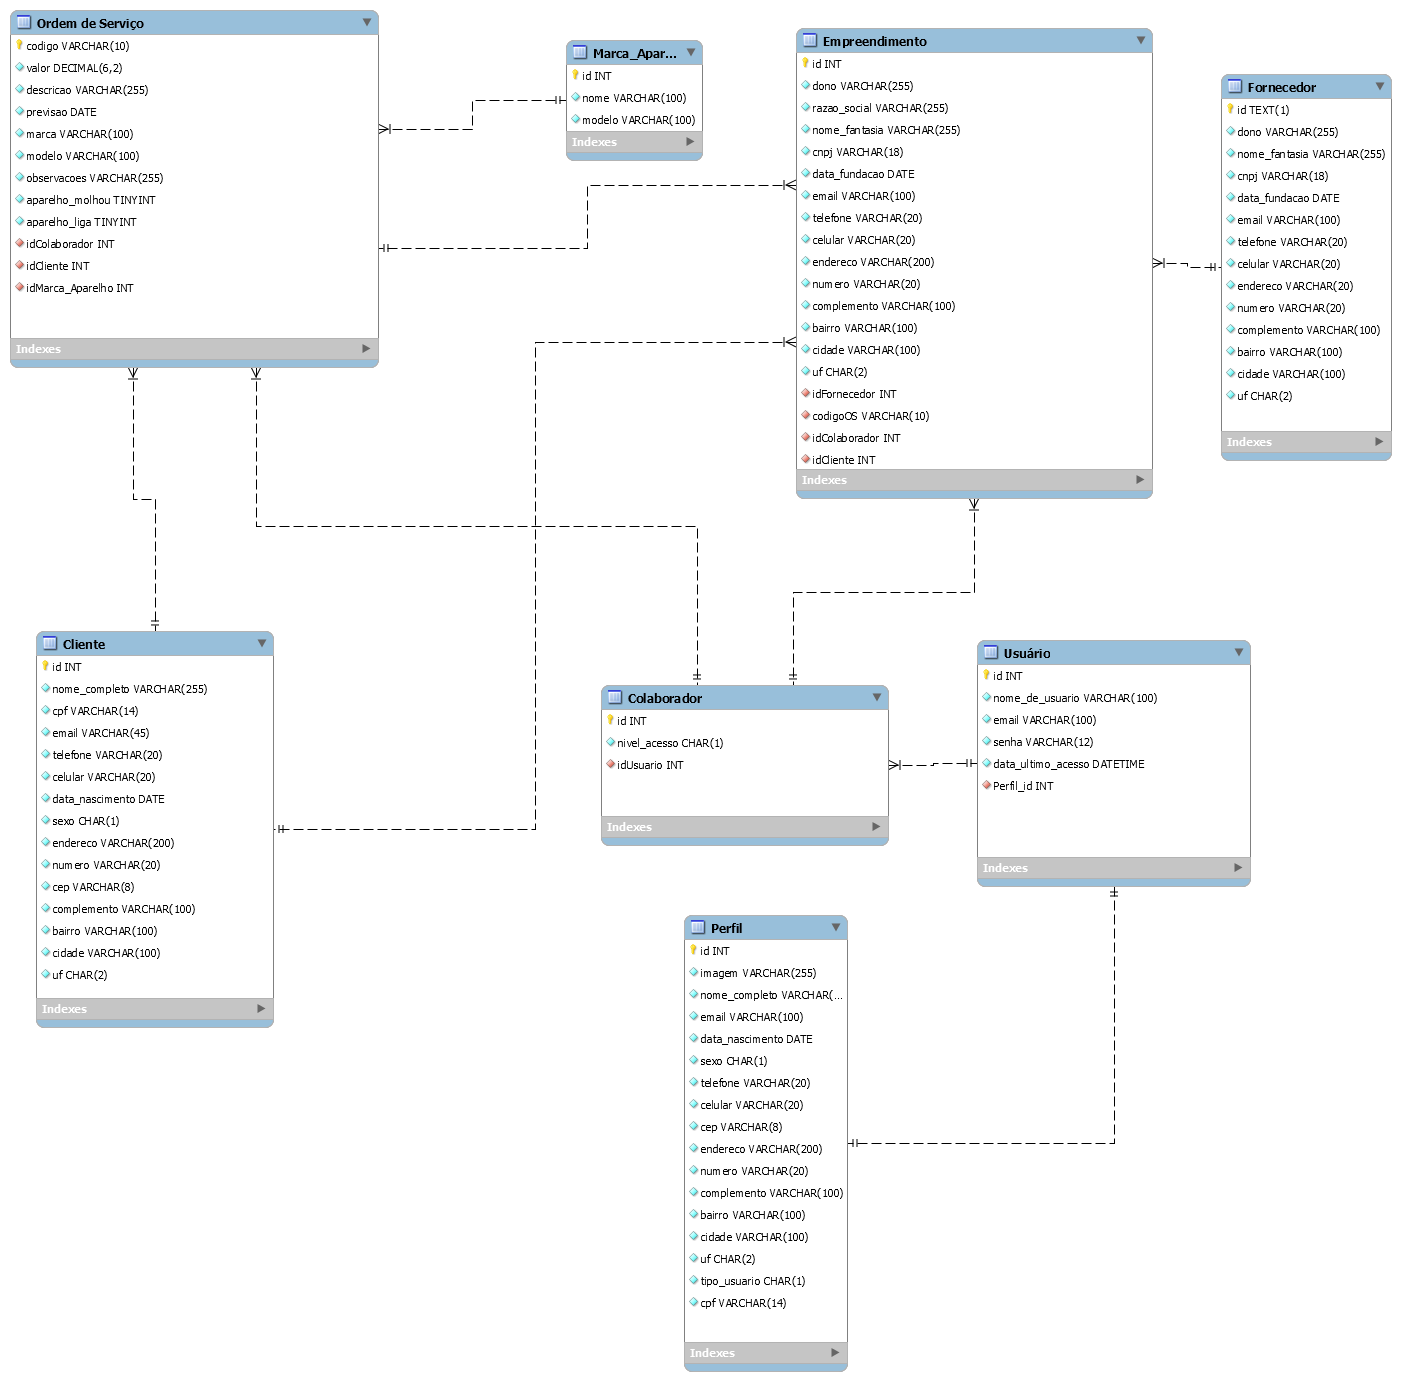 Ordem de Serviço
codigo VARCHAR(10)
valor DECIMAL(6,2)
descricao VARCHAR(255)
previsao DATE
marca VARCHAR(100)
modelo VARCHAR(100)
observacoes VARCHAR(255)
aparelho_molhou TINYINT
aparelho_liga TINYINT
idColaborador INT
idCliente INT
idMarca_Aparelho INT
Indexes
Marca_Apar...
id INT
nome VARCHAR(100)
modelo VARCHAR(100)
Indexes
Empreendimento
id INT
dono VARCHAR(255)
razao_social VARCHAR(255)
nome_fantasia VARCHAR(255)
cnpj VARCHAR(18)
data_fundacao DATE
email VARCHAR(100)
telefone VARCHAR(20)
celular VARCHAR(20)
endereco VARCHAR(200)
numero VARCHAR(20)
complemento VARCHAR(100)
bairro VARCHAR(100)
cidade VARCHAR(100)
uf CHAR(2)
idFornecedor INT
codigoOS VARCHAR(10)
idColaborador INT
idCliente INT
Indexes
Fornecedor
id TEXT(1)
dono VARCHAR(255)
nome_fantasia VARCHAR(255)
cnpj VARCHAR(18)
data_fundacao DATE
email VARCHAR(100)
telefone VARCHAR(20)
celular VARCHAR(20)
endereco VARCHAR(20)
numero VARCHAR(20)
complemento VARCHAR(100)
bairro VARCHAR(100)
cidade VARCHAR(100)
uf CHAR(2)
Indexes
Cliente
id INT
nome_completo VARCHAR(255)
cpf VARCHAR(14)
email VARCHAR(45)
telefone VARCHAR(20)
celular VARCHAR(20)
data_nascimento DATE
sexo CHAR(1)
endereco VARCHAR(200)
numero VARCHAR(20)
cep VARCHAR(8)
complemento VARCHAR(100)
bairro VARCHAR(100)
cidade VARCHAR(100)
uf CHAR(2)
Indexes
Colaborador
id INT
nivel_acesso CHAR(1)
idUsuario INT
Indexes
Usuário
id INT
nome_de_usuario VARCHAR(100)
email VARCHAR(100)
senha VARCHAR(12)
data_ultimo_acesso DATETIME
Perfil_id INT
Indexes
Perfil
id INT
imagem VARCHAR(255)
nome_completo VARCHAR(...
email VARCHAR(100)
data_nascimento DATE
sexo CHAR(1)
telefone VARCHAR(20)
celular VARCHAR(20)
cep VARCHAR(8)
endereco VARCHAR(200)
numero VARCHAR(20)
complemento VARCHAR(100)
bairro VARCHAR(100)
cidade VARCHAR(100)
uf CHAR(2)
tipo_usuario CHAR(1)
cpf VARCHAR(14)
Indexes